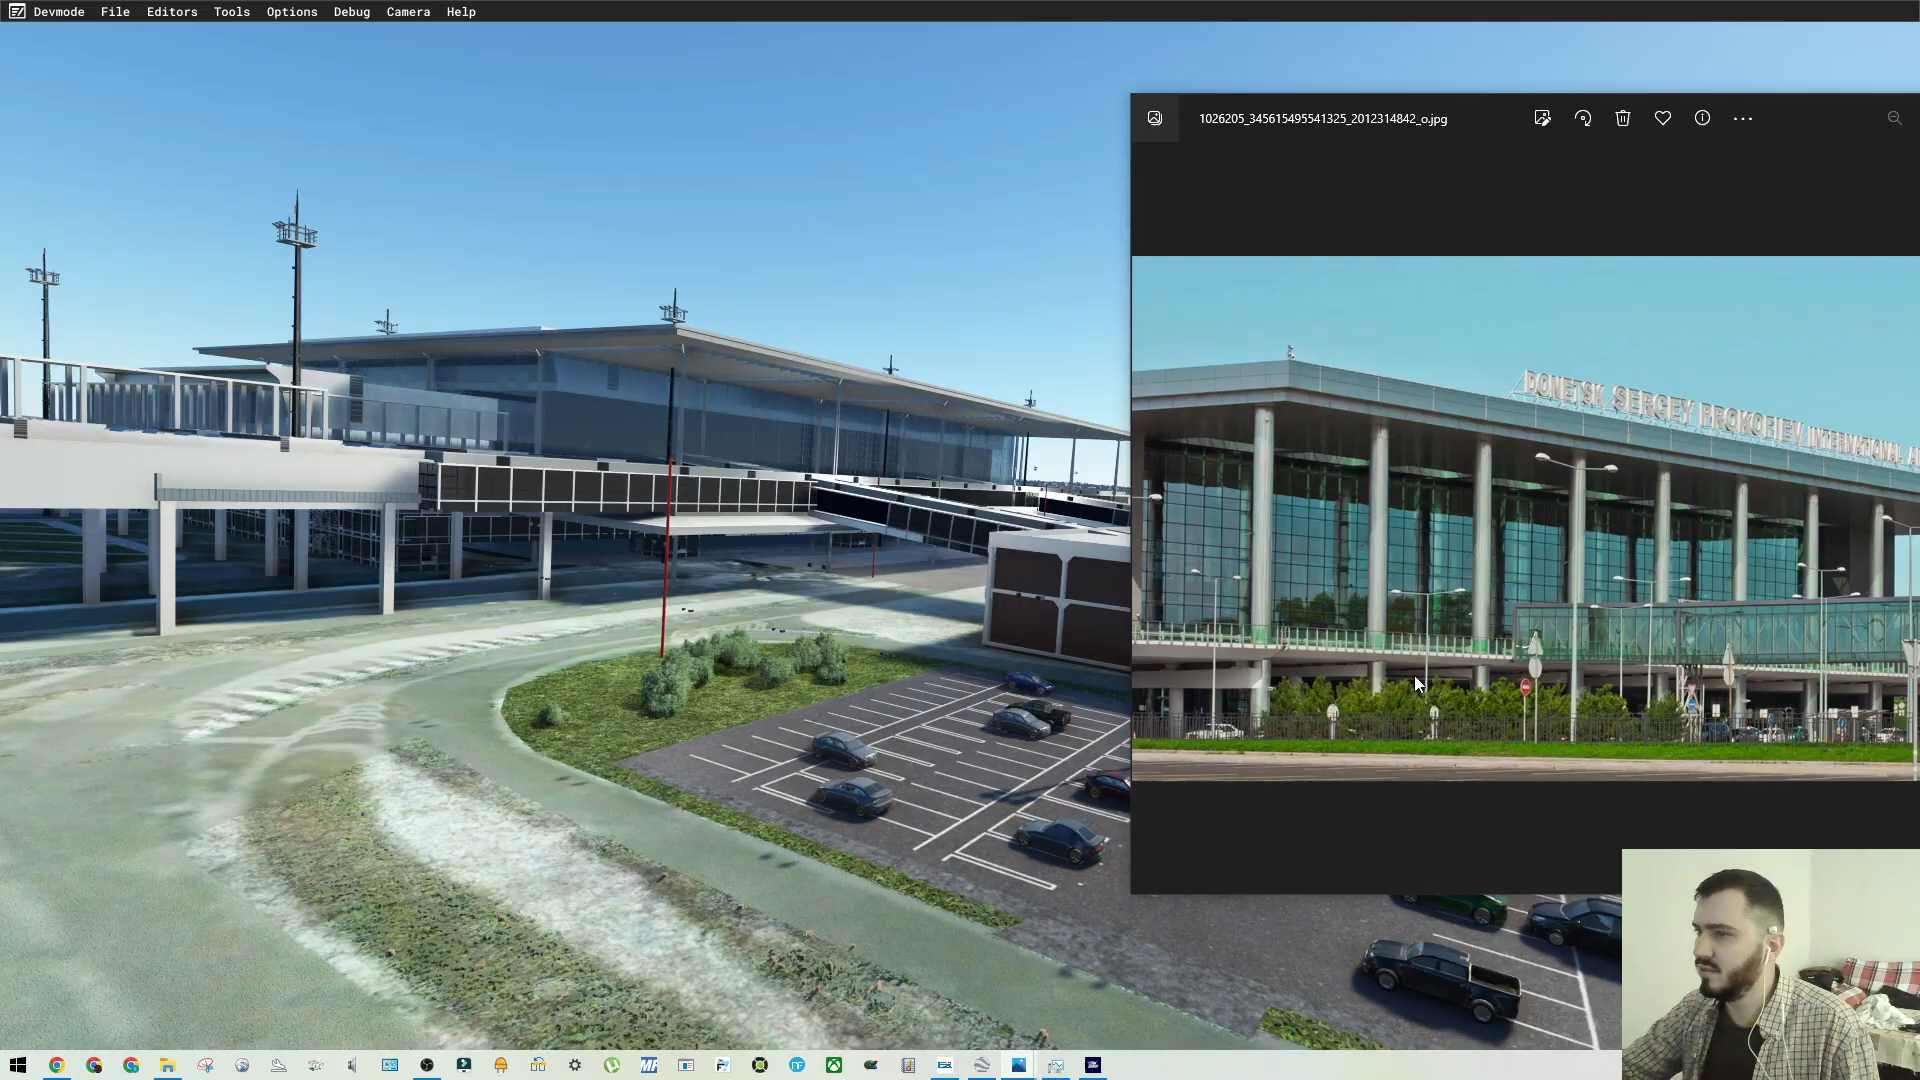 Devmode File Editors Tools Options Debug Camera Help
1026205_345615495541325_2012314842_o.jpg
DONETSK SERGEY PROKOFIEV INTERNATIONAL